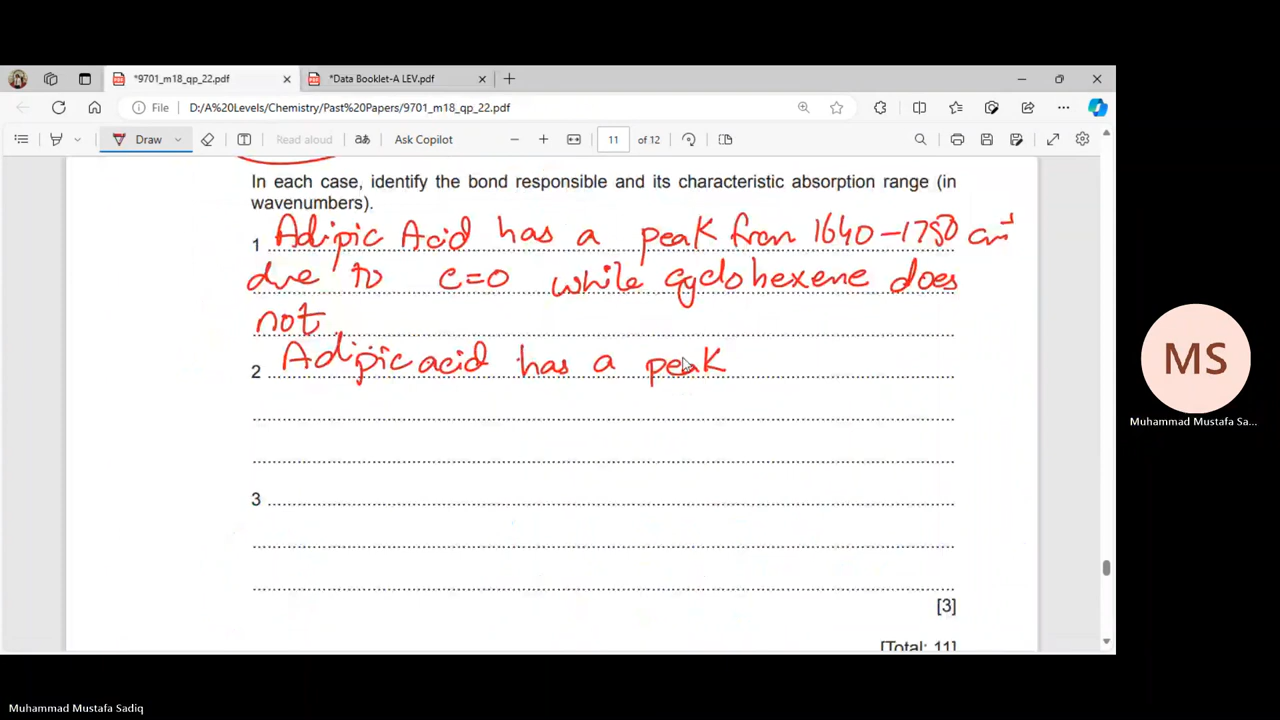 *9701_m18_qp_22.pdf
*Data Booklet-A LEV.pdf
File
D:/A%20Levels/Chemistry/Past%20Papers/9701_m18_qp_22.pdf
Draw
Read aloud
aあ
Ask Copilot
11 of 12
In each case, identify the bond responsible and its characteristic absorption range (in
wavenumbers).
1 Adipic Acid has a peak from 1640-1750 cm-1
due to C=O while cyclohexene does
not.
2 Adipic acid has a peak
3
[3]
[Total: 11]
MS
Muhammad Mustafa Sa...
Muhammad Mustafa Sadiq